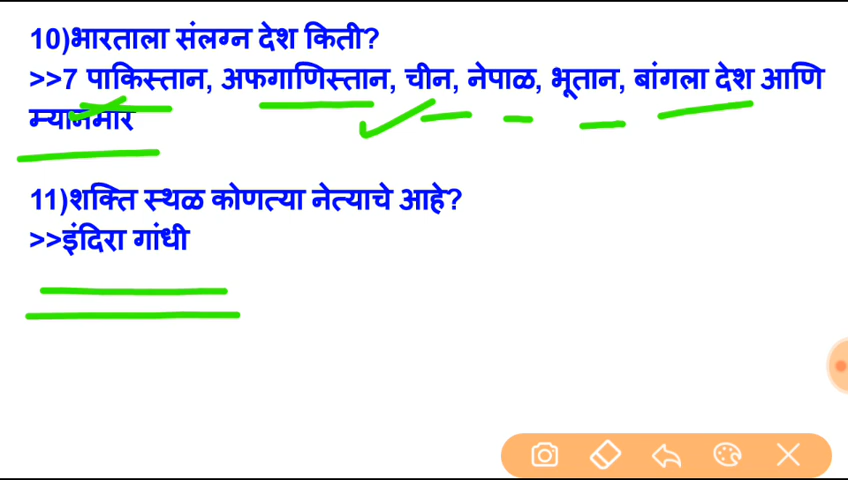 10)भारताला संलग्न देश किती?
>>7 पाकिस्तान, अफगाणिस्तान, चीन, नेपाळ, भूतान, बांगला देश आणि
म्यानमार
11)शक्ति स्थळ कोणत्या नेत्याचे आहे?
>>इंदिरा गांधी